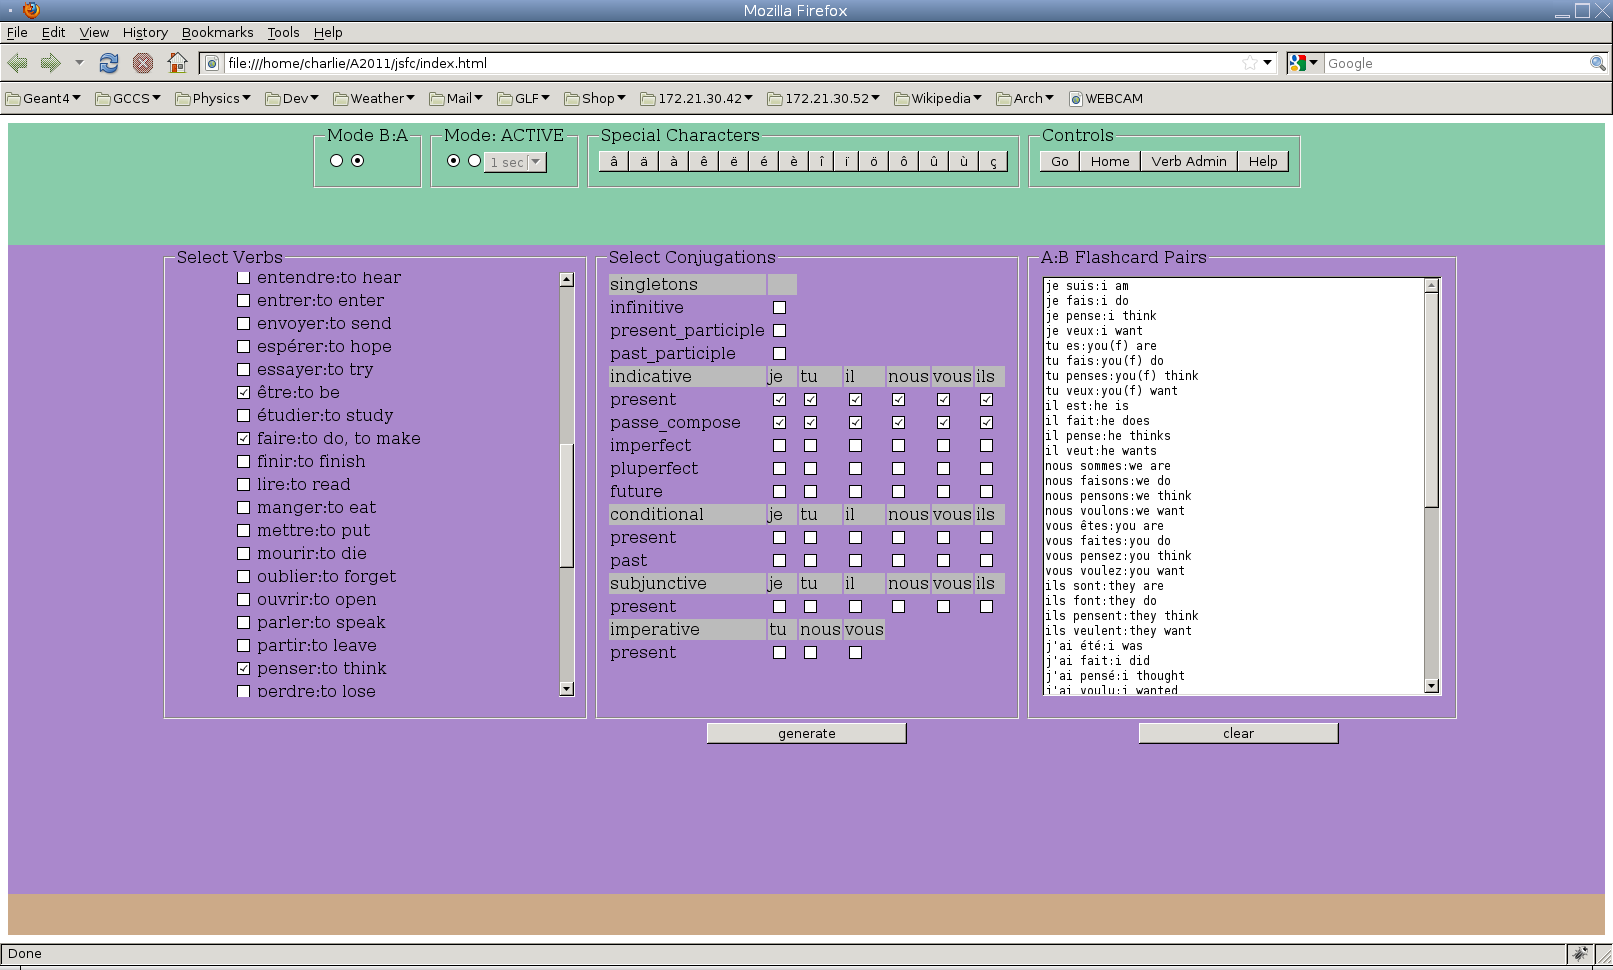 Mozilla Firefox
File Edit View History Bookmarks Tools Help
file:///home/charlie/A2011/jsfc/index.html
Google
Geant4 GCCS Physics Dev Weather Mail GLF Shop 172.21.30.42 172.21.30.52 Wikipedia Arch WEBCAM
Mode B:A
Mode: ACTIVE
1 sec
Special Characters
â ä à ê ë é è î ï ö ô û ù ç
Controls
Go Home Verb Admin Help
Select Verbs
entendre:to hear
entrer:to enter
envoyer:to send
espérer:to hope
essayer:to try
être:to be
étudier:to study
faire:to do, to make
finir:to finish
lire:to read
manger:to eat
mettre:to put
mourir:to die
oublier:to forget
ouvrir:to open
parler:to speak
partir:to leave
penser:to think
perdre:to lose
Select Conjugations
singletons
infinitive
present_participle
past_participle
indicative je tu il nous vous ils
present
passe_compose
imperfect
pluperfect
future
conditional je tu il nous vous ils
present
past
subjunctive je tu il nous vous ils
present
imperative tu nous vous
present
generate
A:B Flashcard Pairs
je suis:i am
je fais:i do
je pense:i think
je veux:i want
tu es:you(f) are
tu fais:you(f) do
tu penses:you(f) think
tu veux:you(f) want
il est:he is
il fait:he does
il pense:he thinks
il veut:he wants
nous sommes:we are
nous faisons:we do
nous pensons:we think
nous voulons:we want
vous êtes:you are
vous faites:you do
vous pensez:you think
vous voulez:you want
ils sont:they are
ils font:they do
ils pensent:they think
ils veulent:they want
j'ai été:i was
j'ai fait:i did
j'ai pensé:i thought
j'ai voulu:i wanted
clear
Done